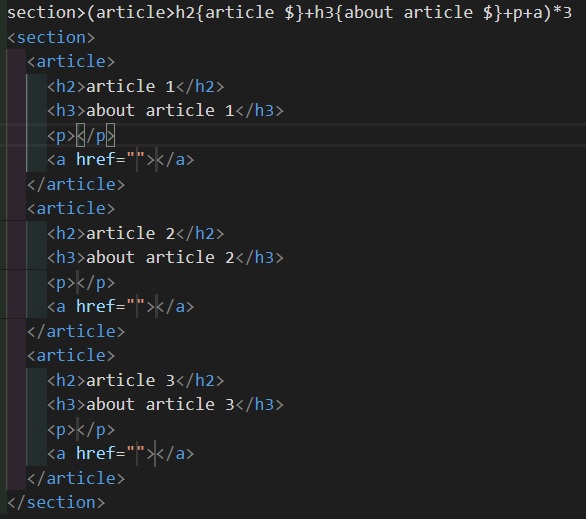 section>(article>h2{article $}+h3{about article $}+p+a)*3
<section>
<article>
<h2>article 1</h2>
<h3>about article 1</h3>
<p></p>
<a href=""></a>
</article>
<article>
<h2>article 2</h2>
<h3>about article 2</h3>
<p></p>
<a href=""></a>
</article>
<article>
<h2>article 3</h2>
<h3>about article 3</h3>
<p></p>
<a href=""></a>
</article>
</section>